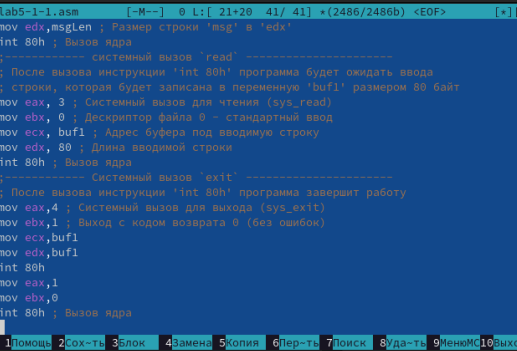 lab5-1-1.asm [-M--] 0 L:[ 21+20 41/ 41] *(2486/2486b) <EOF> [*]
mov edx,msgLen ; Размер строки 'msg' в 'edx'
int 80h ; Вызов ядра
;------------ системный вызов `read` ----------------------
; После вызова инструкции 'int 80h' программа будет ожидать ввода
; строки, которая будет записана в переменную 'buf1' размером 80 байт
mov eax, 3 ; Системный вызов для чтения (sys_read)
mov ebx, 0 ; Дескриптор файла 0 - стандартный ввод
mov ecx, buf1 ; Адрес буфера под вводимую строку
mov edx, 80 ; Длина вводимой строки
int 80h ; Вызов ядра
;------------ Системный вызов `exit` ----------------------
; После вызова инструкции 'int 80h' программа завершит работу
mov eax,4 ; Системный вызов для выхода (sys_exit)
mov ebx,1 ; Выход с кодом возврата 0 (без ошибок)
mov ecx,buf1
mov edx,buf1
int 80h
mov eax,1
mov ebx,0
int 80h ; Вызов ядра
1Помощь 2Сох~ть 3Блок 4Замена 5Копия 6Пер~ть 7Поиск 8Уда~ть 9МенюMC 10Выхо